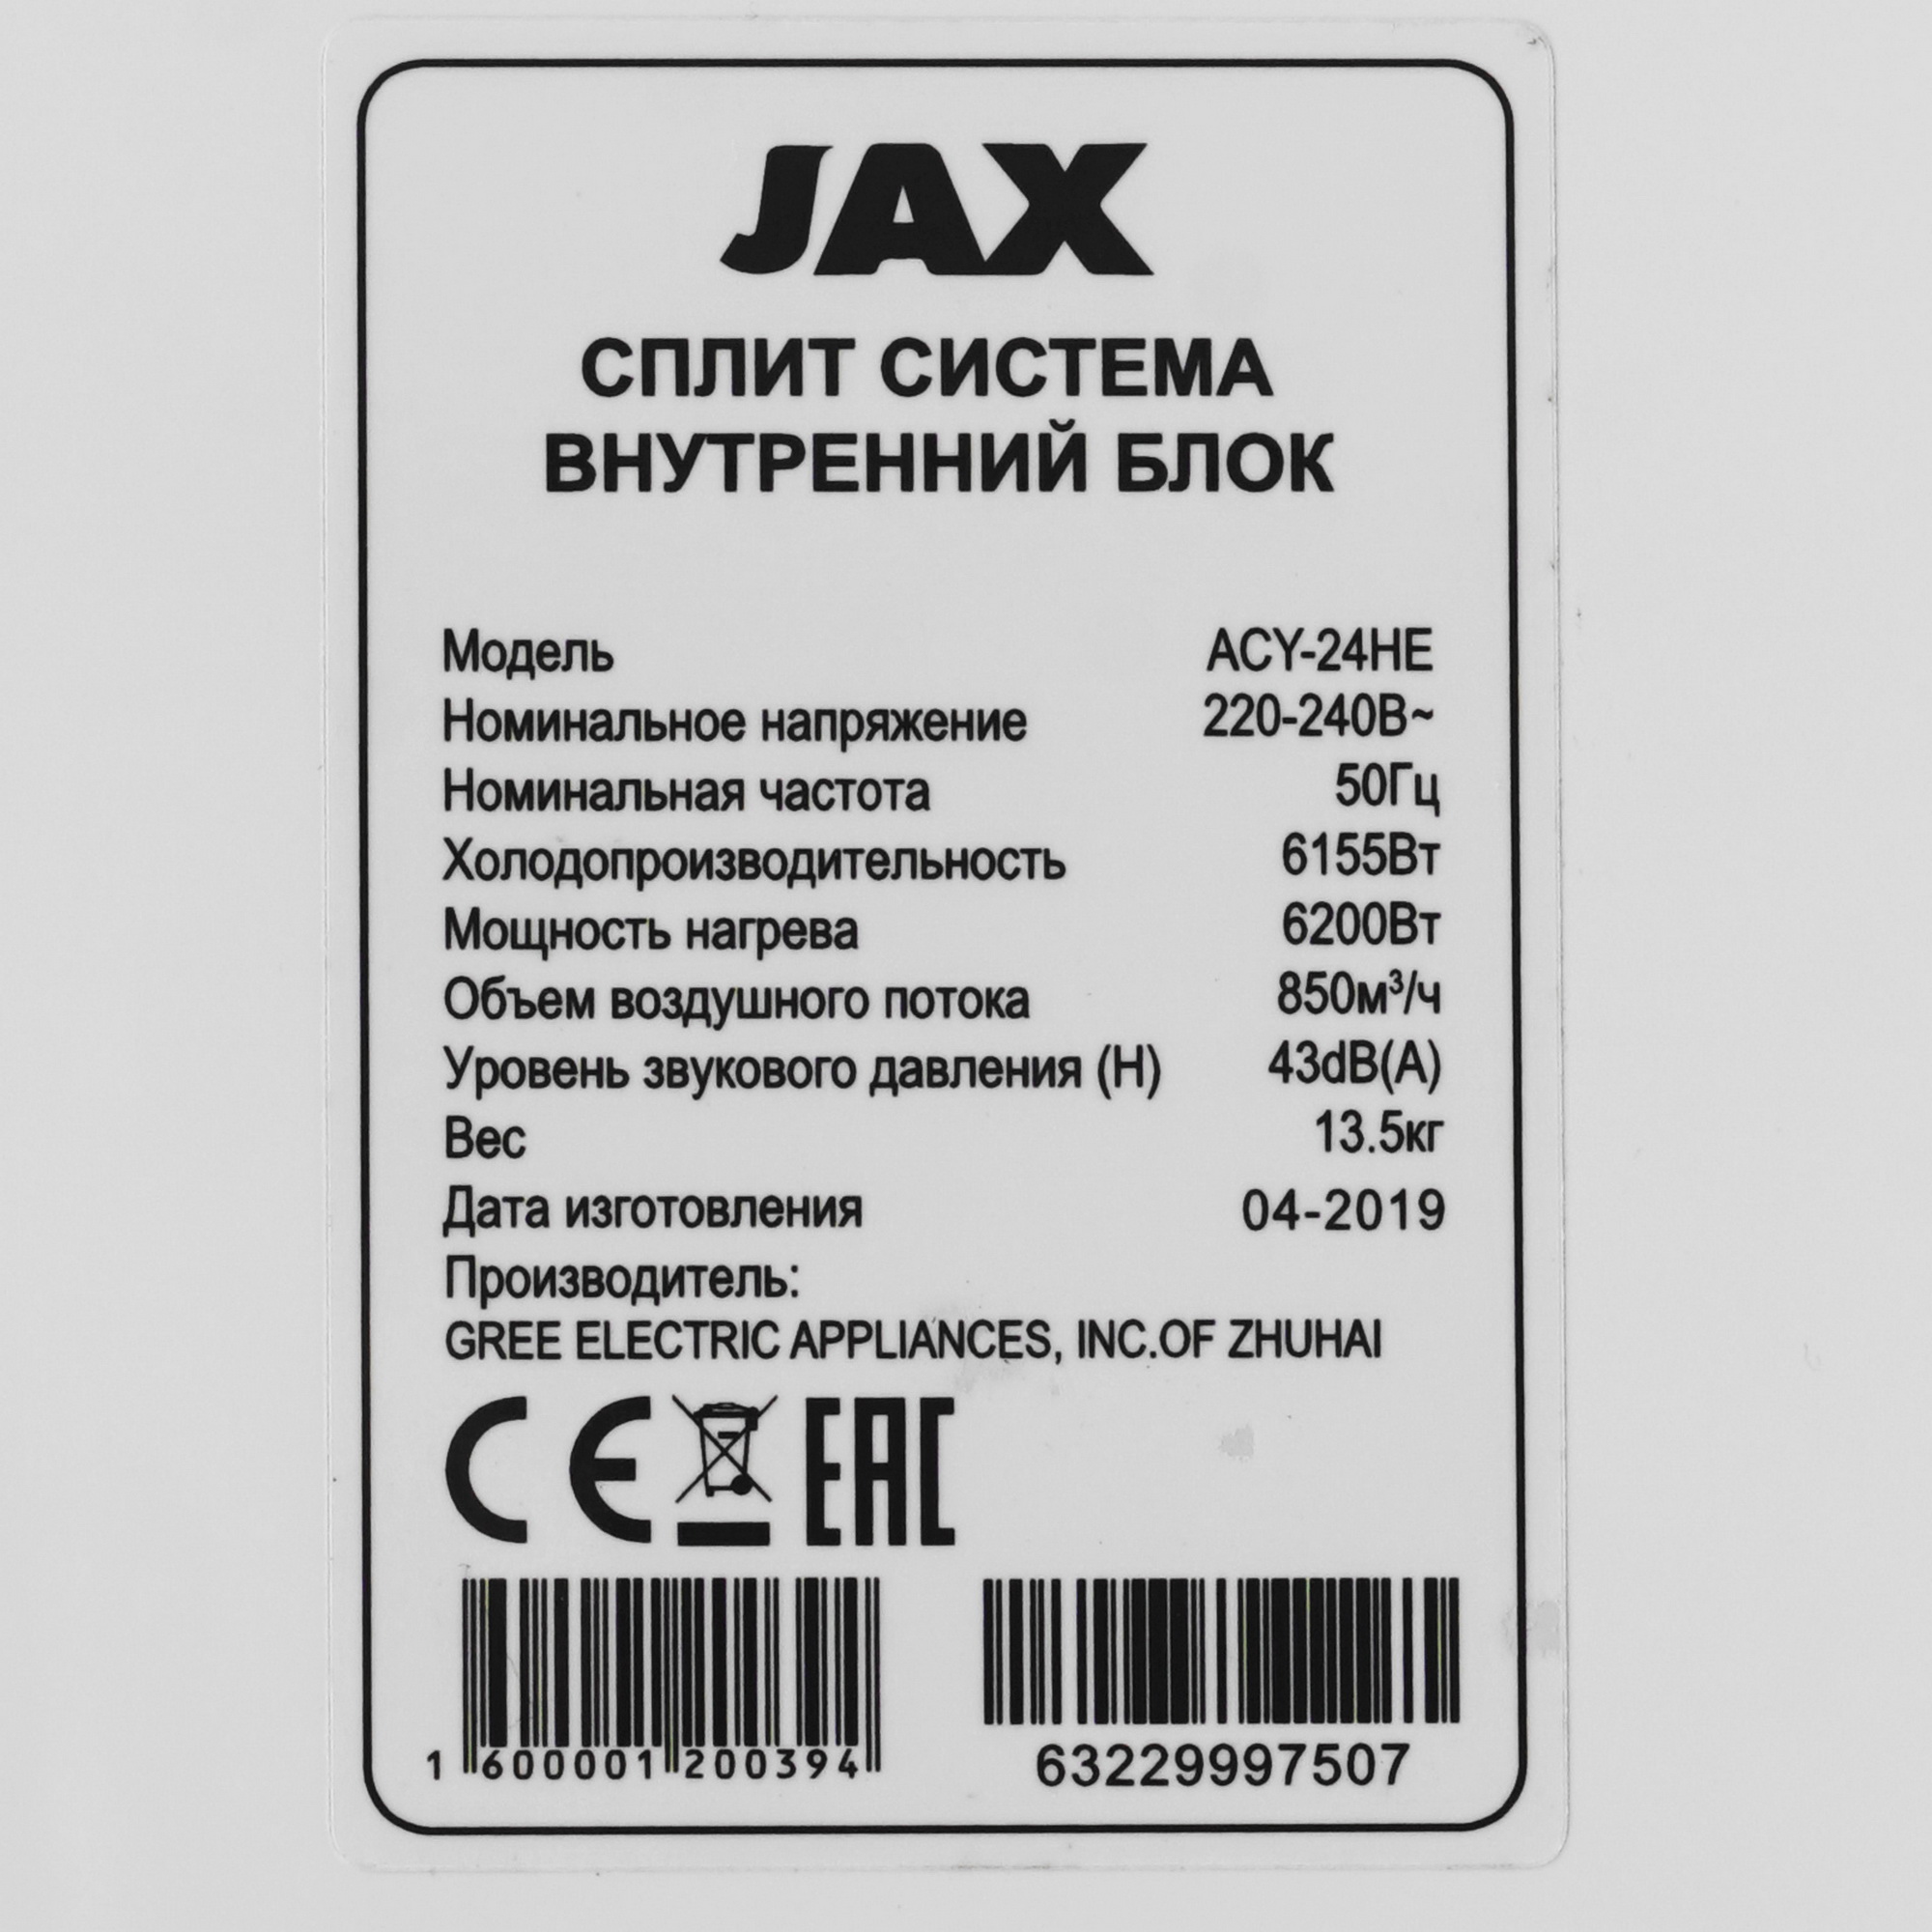 JAX
СПЛИТ СИСТЕМА
ВНУТРЕННИЙ БЛОК
Модель ACY-24HE
Номинальное напряжение 220-240В~
Номинальная частота 50Гц
Холодопроизводительность 6155Вт
Мощность нагрева 6200Вт
Объем воздушного потока 850м³/ч
Уровень звукового давления (H) 43dB(A)
Вес 13.5кг
Дата изготовления 04-2019
Производитель:
GREE ELECTRIC APPLIANCES, INC.OF ZHUHAI
CE EAC
1 600001 200394 63229997507